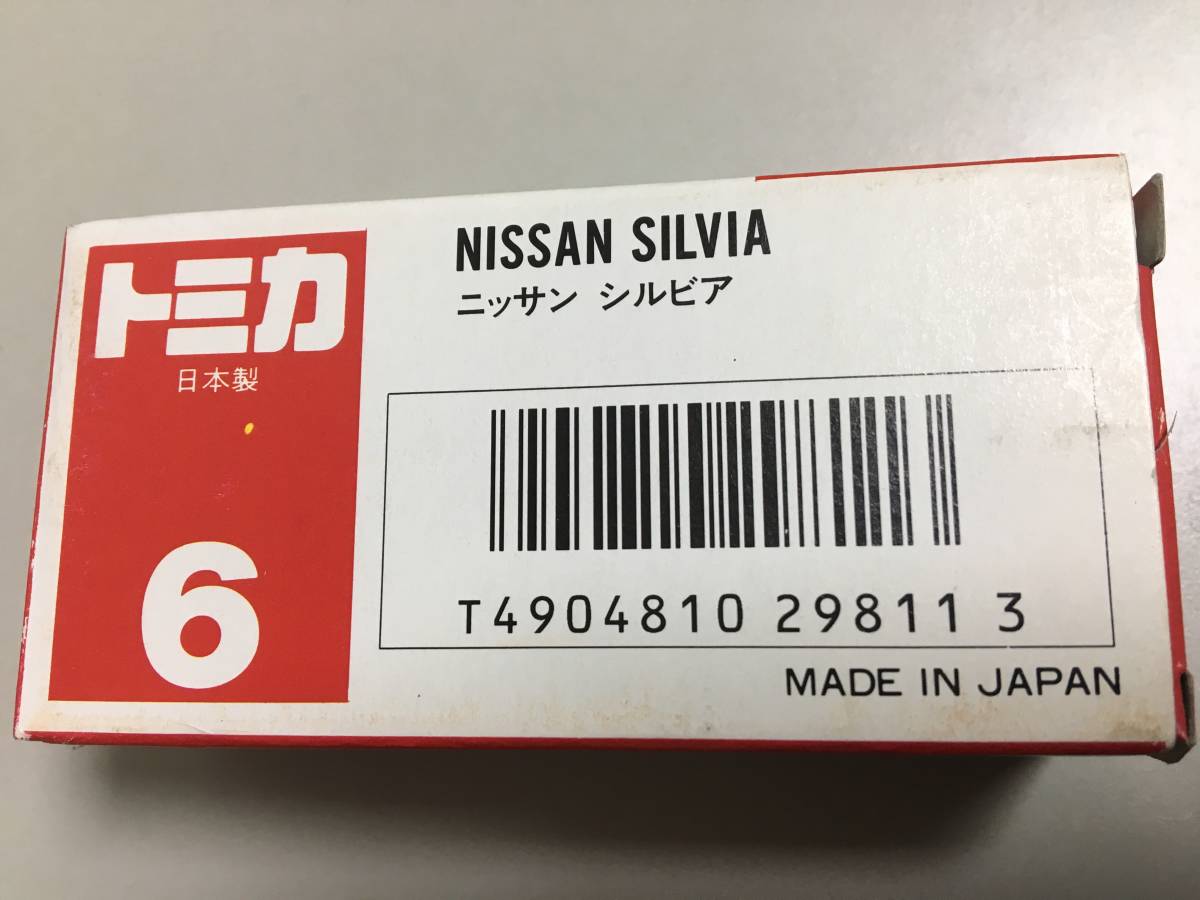 トミカ
日本製
6
NISSAN SILVIA
ニッサン シルビア
T4904810 29811 3
MADE IN JAPAN